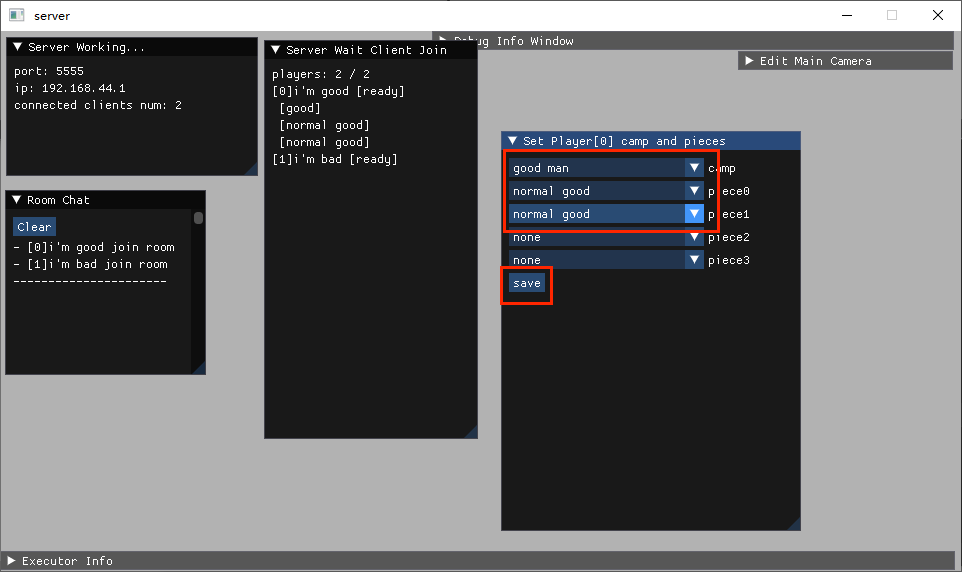 server
Server Working...
port: 5555
ip: 192.168.44.1
connected clients num: 2
Room Chat
Clear
- [0]i'm good join room
- [1]i'm bad join room
----------------------
Server Wait Client Join
players: 2 / 2
[0]i'm good [ready]
[good]
[normal good]
[normal good]
[1]i'm bad [ready]
Debug Info Window
Edit Main Camera
Set Player[0] camp and pieces
good man camp
normal good piece0
normal good piece1
none piece2
none piece3
save
Executor Info